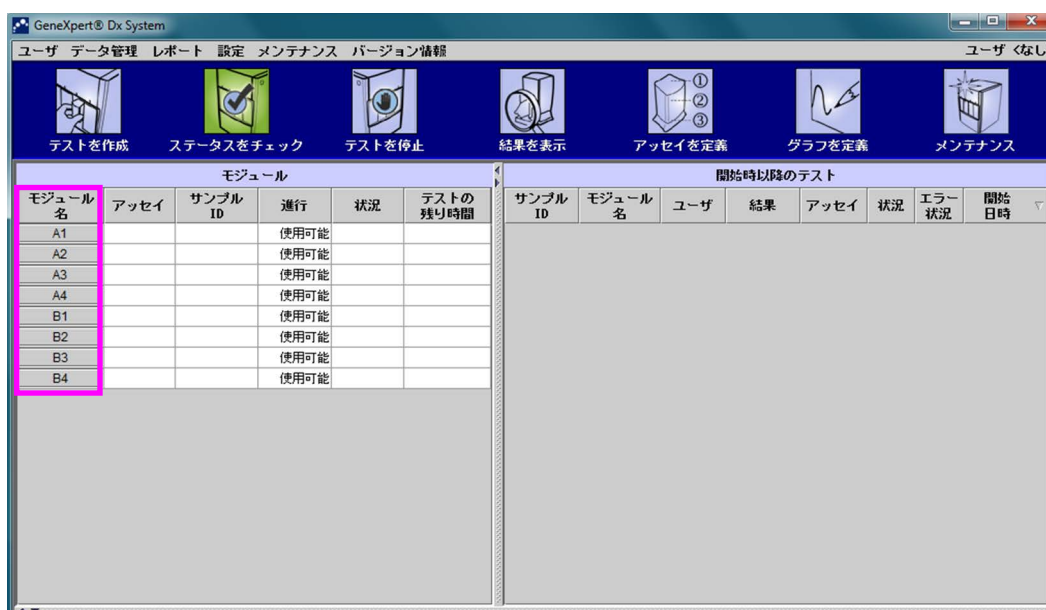 GeneXpert® Dx System
ユーザ データ管理 レポート 設定 メンテナンス バージョン情報 ユーザ <なし
テストを作成 ステータスをチェック テストを停止 結果を表示 アッセイを定義 グラフを定義 メンテナンス
モジュール
モジュール名 アッセイ サンプルID 進行 状況 テストの残り時間
A1 使用可能
A2 使用可能
A3 使用可能
A4 使用可能
B1 使用可能
B2 使用可能
B3 使用可能
B4 使用可能
開始時以降のテスト
サンプルID モジュール名 ユーザ 結果 アッセイ 状況 エラー状況 開始日時